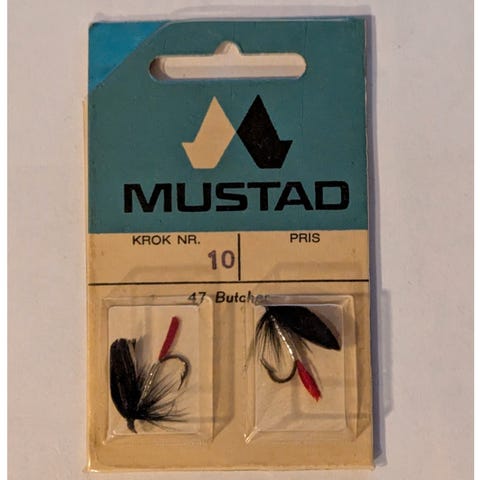 MUSTAD
KROK NR. PRIS
10
47 Butcher